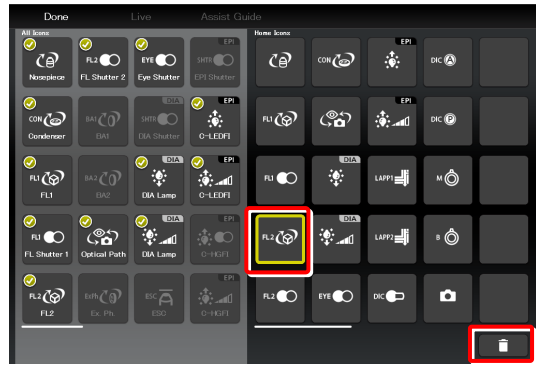 Done Live Assist Guide
All Icons Home Icons
Nosepiece
FL2 FL Shutter 2
EYE Eye Shutter
EPI SHTR EPI Shutter
CON Condenser
BA1 BA1
DIA SHTR DIA Shutter
EPI C-LEDFI
FL1 FL1
BA2 BA2
DIA DIA Lamp
EPI C-LEDFI
FL1 FL Shutter 1
Optical Path
DIA DIA Lamp
EPI C-HGFI
FL2 FL2
ExPh Ex. Ph.
ESC ESC
EPI C-HGFI
CON EPI DIC A
FL1 EPI DIC P
FL1 DIA LAPP1 M
FL2 DIA LAPP2 B
FL2 EYE DIC